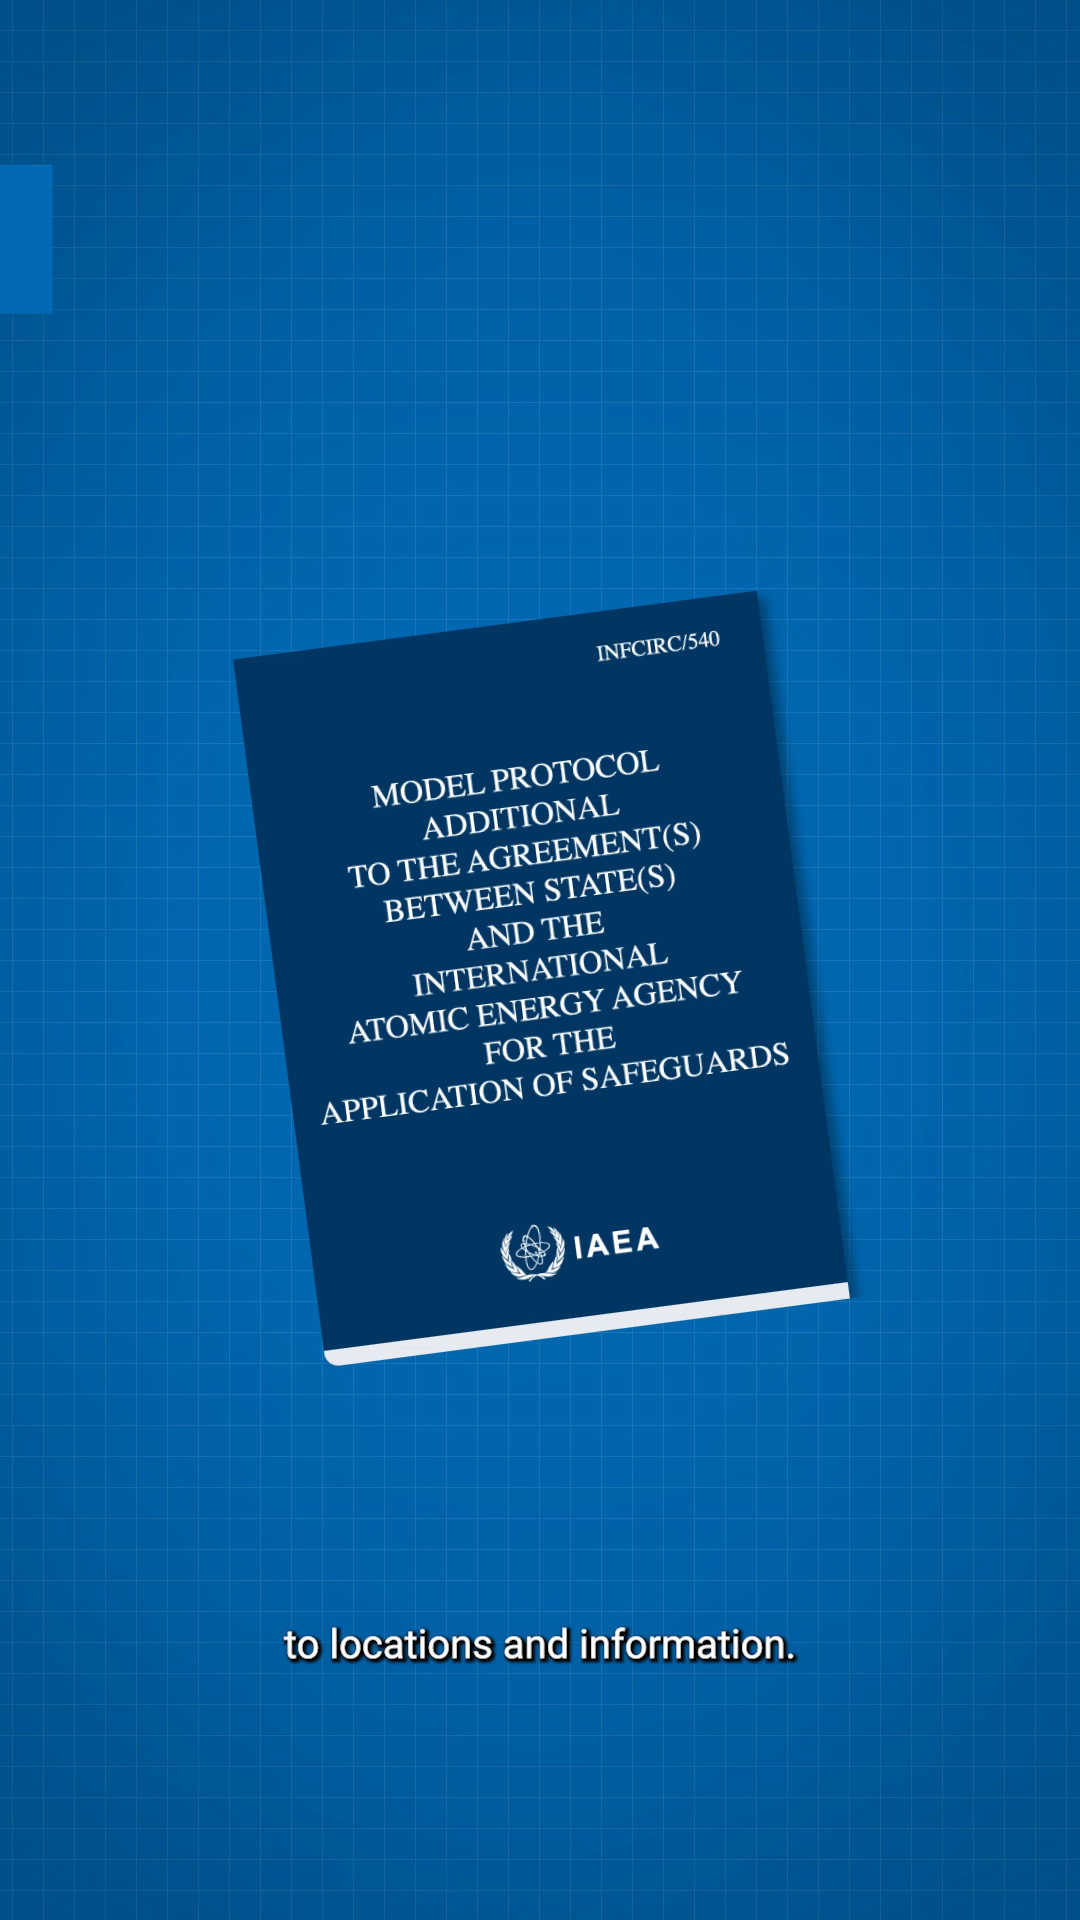 INFCIRC/540
MODEL PROTOCOL
ADDITIONAL
TO THE AGREEMENT(S)
BETWEEN STATE(S)
AND THE
INTERNATIONAL
ATOMIC ENERGY AGENCY
FOR THE
APPLICATION OF SAFEGUARDS
IAEA
to locations and information.